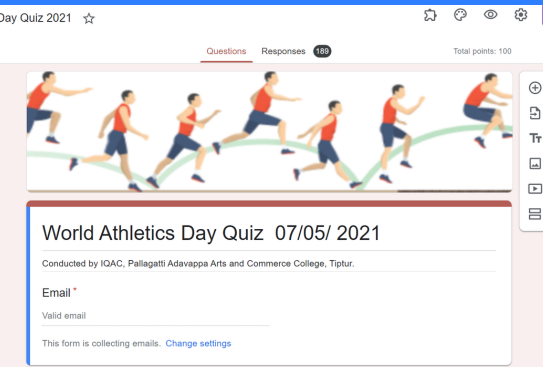 Day Quiz 2021
Questions Responses 189 Total points: 100
World Athletics Day Quiz 07/05/ 2021
Conducted by IQAC, Pallagatti Adavappa Arts and Commerce College, Tiptur.
Email *
Valid email
This form is collecting emails. Change settings
Tт